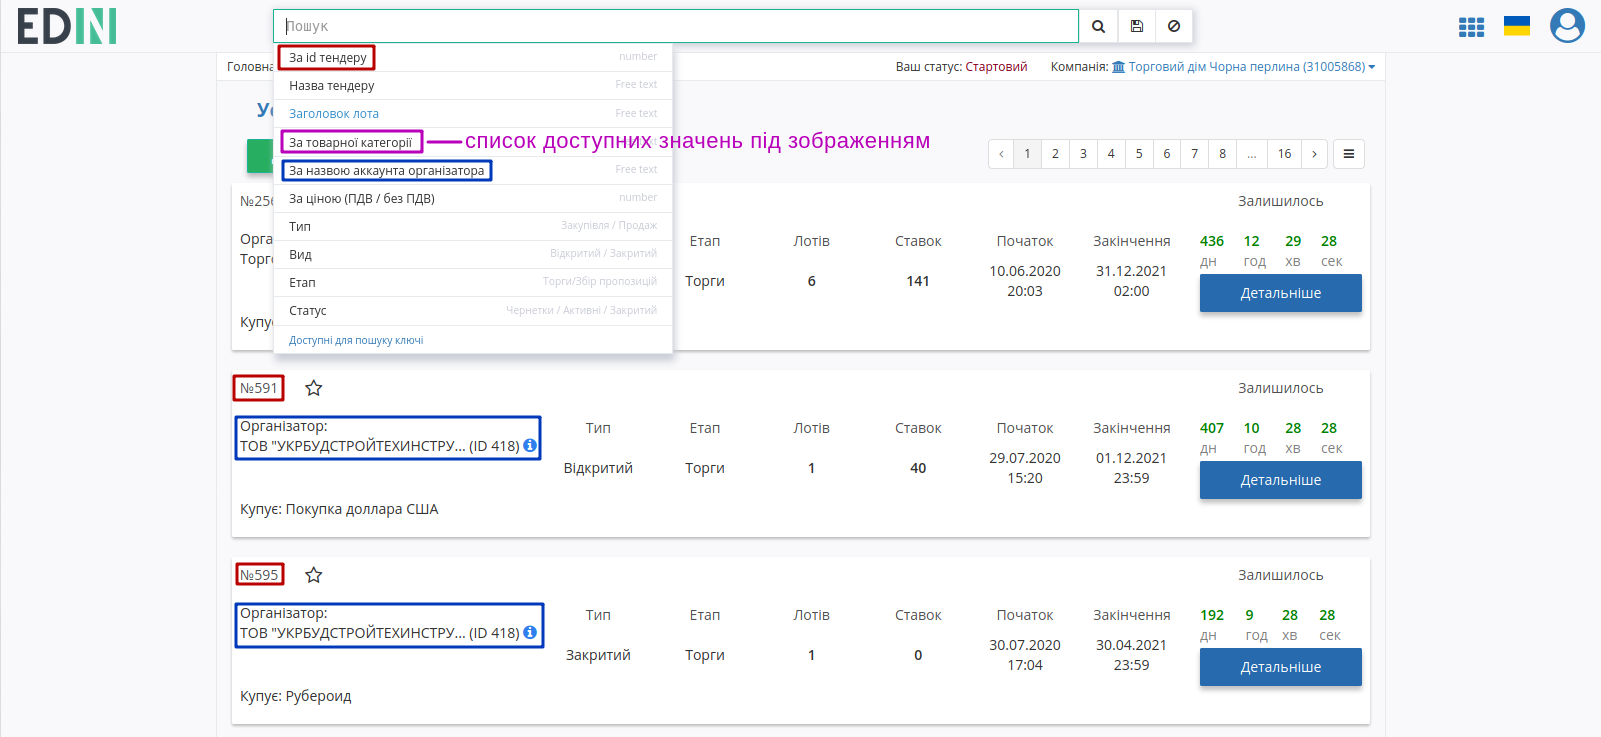 EDIN
Пошук
За id тендеру number
Назва тендеру Free text
Заголовок лота Free text
За товарної категорії
список доступних значень під зображенням
За назвою аккаунта організатора Free text
За ціною (ПДВ / без ПДВ) number
Тип Закупівля / Продаж
Вид Відкритий / Закритий
Етап Торги/Збір пропозицій
Статус Чернетки / Активні / Закритий
Доступні для пошуку ключі
Ваш статус: Стартовий Компанія: Торговий дім Чорна перлина (31005868)
‹ 1 2 3 4 5 6 7 8 ... 16 ›
Залишилось
Етап Лотів Ставок Початок Закінчення 436 12 29 28
дн год хв сек
Торги 6 141 10.06.2020 20:03 31.12.2021 02:00
Детальніше
№591 Залишилось
Організатор:
ТОВ "УКРБУДСТРОЙТЕХИНСТРУ... (ID 418)
Тип Етап Лотів Ставок Початок Закінчення 407 10 28 28
дн год хв сек
Відкритий Торги 1 40 29.07.2020 15:20 01.12.2021 23:59
Детальніше
Купує: Покупка доллара США
№595 Залишилось
Організатор:
ТОВ "УКРБУДСТРОЙТЕХИНСТРУ... (ID 418)
Тип Етап Лотів Ставок Початок Закінчення 192 9 28 28
дн год хв сек
Закритий Торги 1 0 30.07.2020 17:04 30.04.2021 23:59
Детальніше
Купує: Рубероид